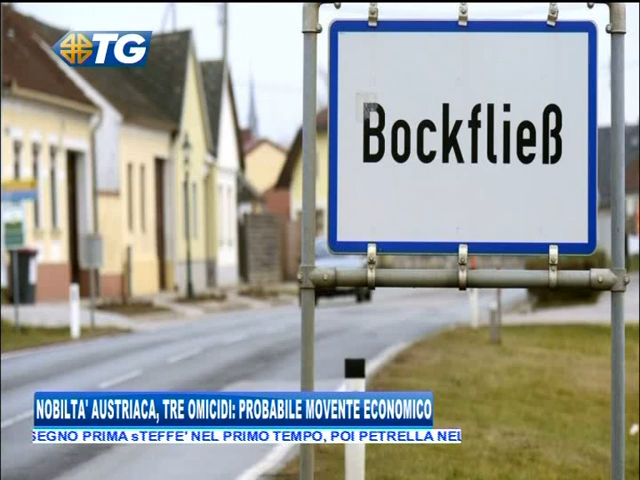 TG
Bockfließ
NOBILTA' AUSTRIACA, TRE OMICIDI: PROBABILE MOVENTE ECONOMICO
SEGNO PRIMA sTEFFE' NEL PRIMO TEMPO, POI PETRELLA NEL